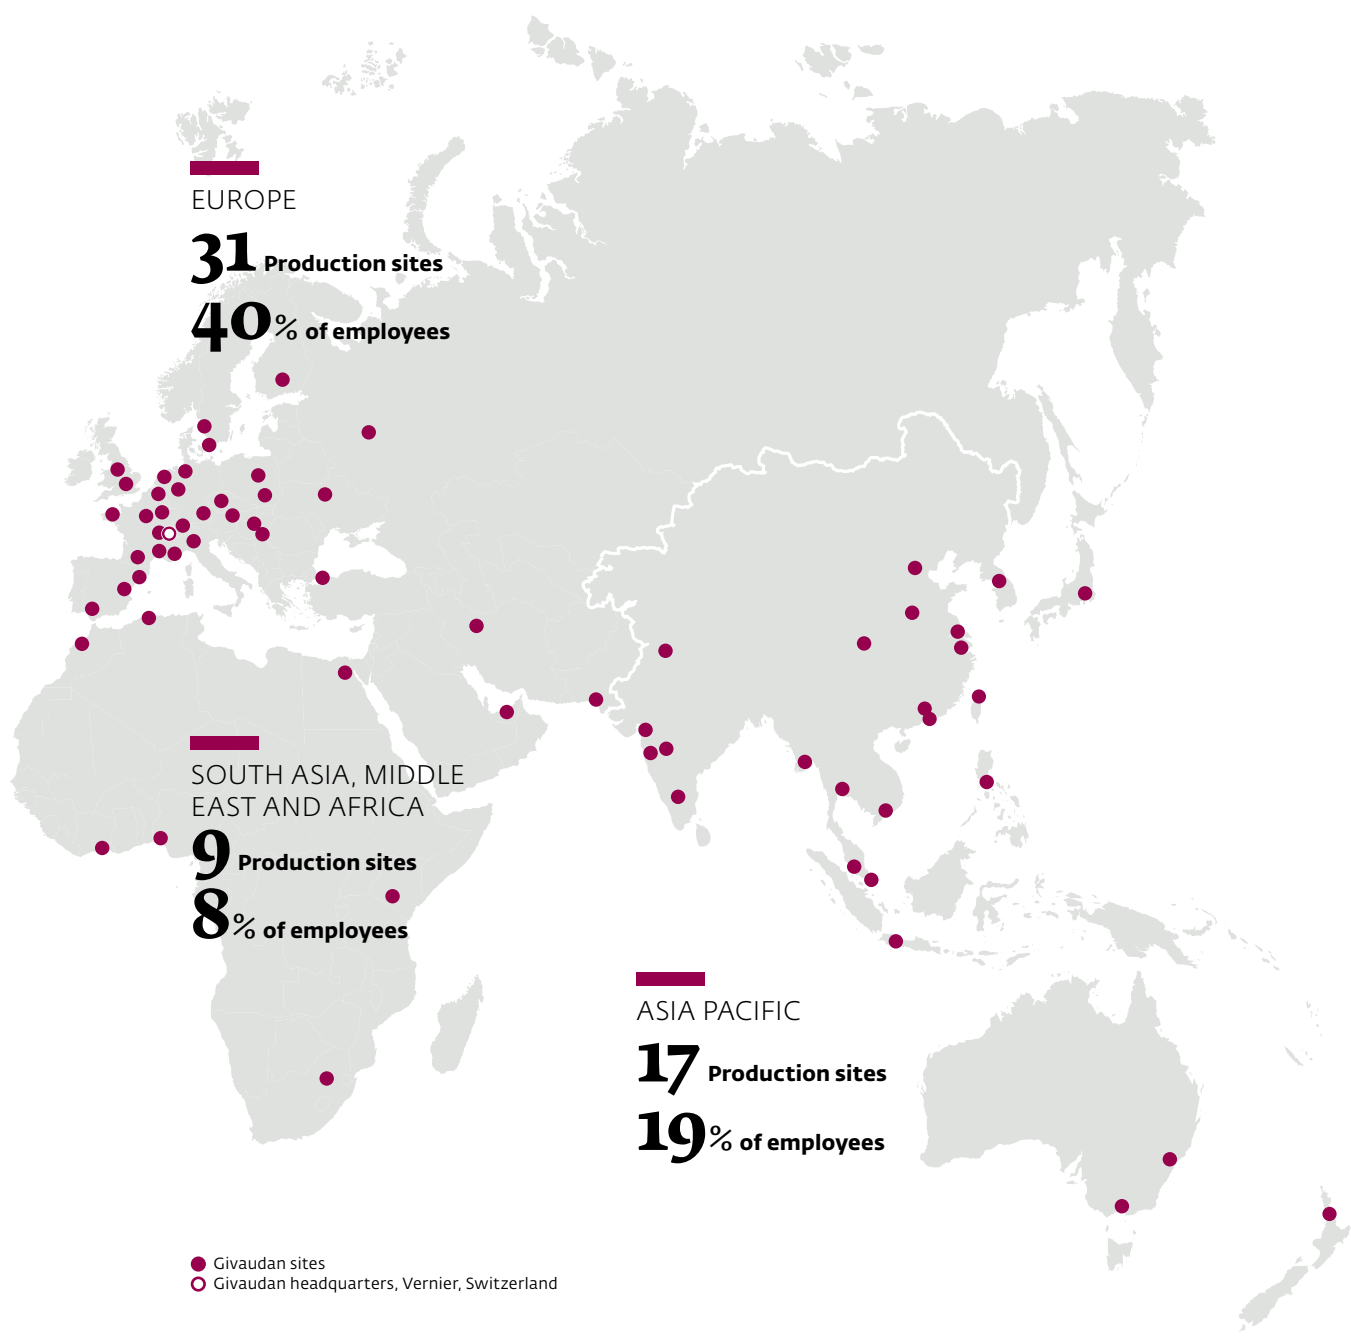 EUROPE
31 Production sites
40% of employees
SOUTH ASIA, MIDDLE
EAST AND AFRICA
9 Production sites
8% of employees
ASIA PACIFIC
17 Production sites
19% of employees
Givaudan sites
Givaudan headquarters, Vernier, Switzerland